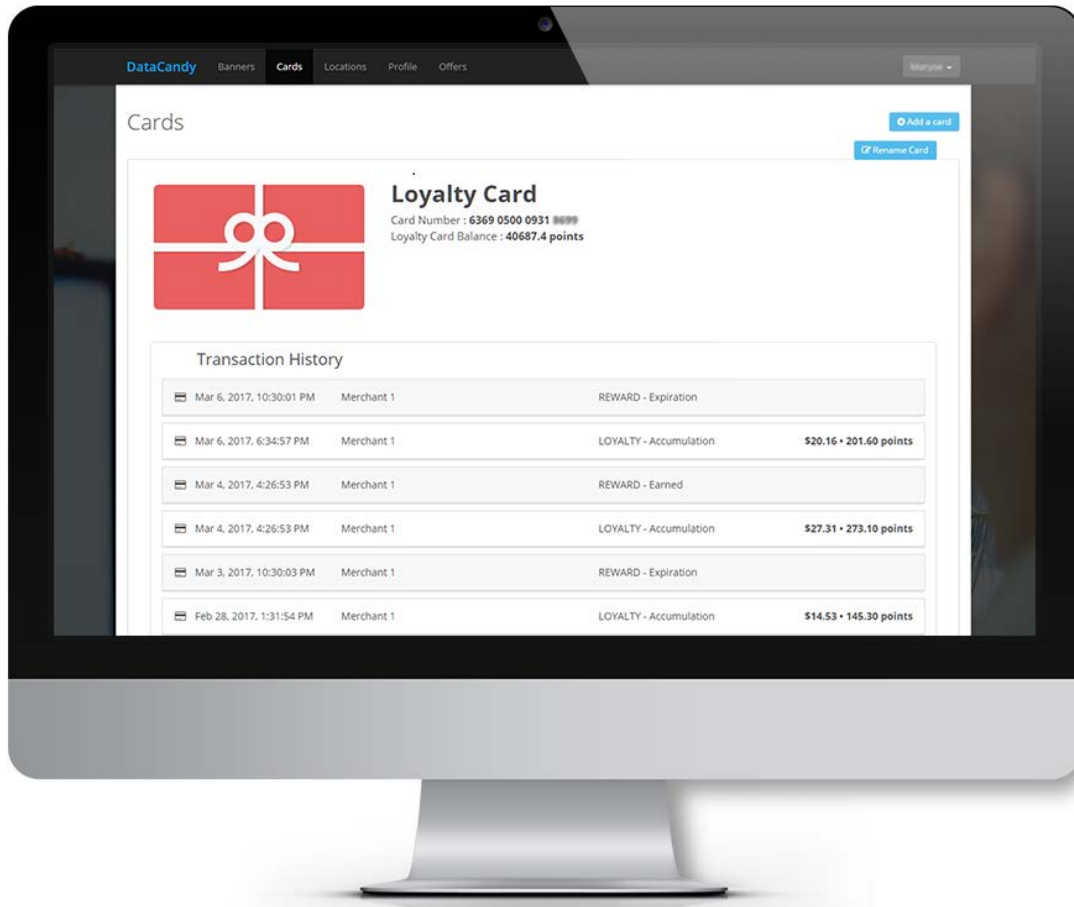 DataCandy Banners Cards Locations Profile Offers
Cards
Add a card
Rename Card
Loyalty Card
Card Number : 6369 0500 0931
Loyalty Card Balance : 40687.4 points
Transaction History
Mar 6, 2017, 10:30:01 PM Merchant 1 REWARD - Expiration
Mar 6, 2017, 6:34:57 PM Merchant 1 LOYALTY - Accumulation $20.16 • 201.60 points
Mar 4, 2017, 4:26:53 PM Merchant 1 REWARD - Earned
Mar 4, 2017, 4:26:53 PM Merchant 1 LOYALTY - Accumulation $27.31 • 273.10 points
Mar 3, 2017, 10:30:03 PM Merchant 1 REWARD - Expiration
Feb 28, 2017, 1:31:54 PM Merchant 1 LOYALTY - Accumulation $14.53 • 145.30 points